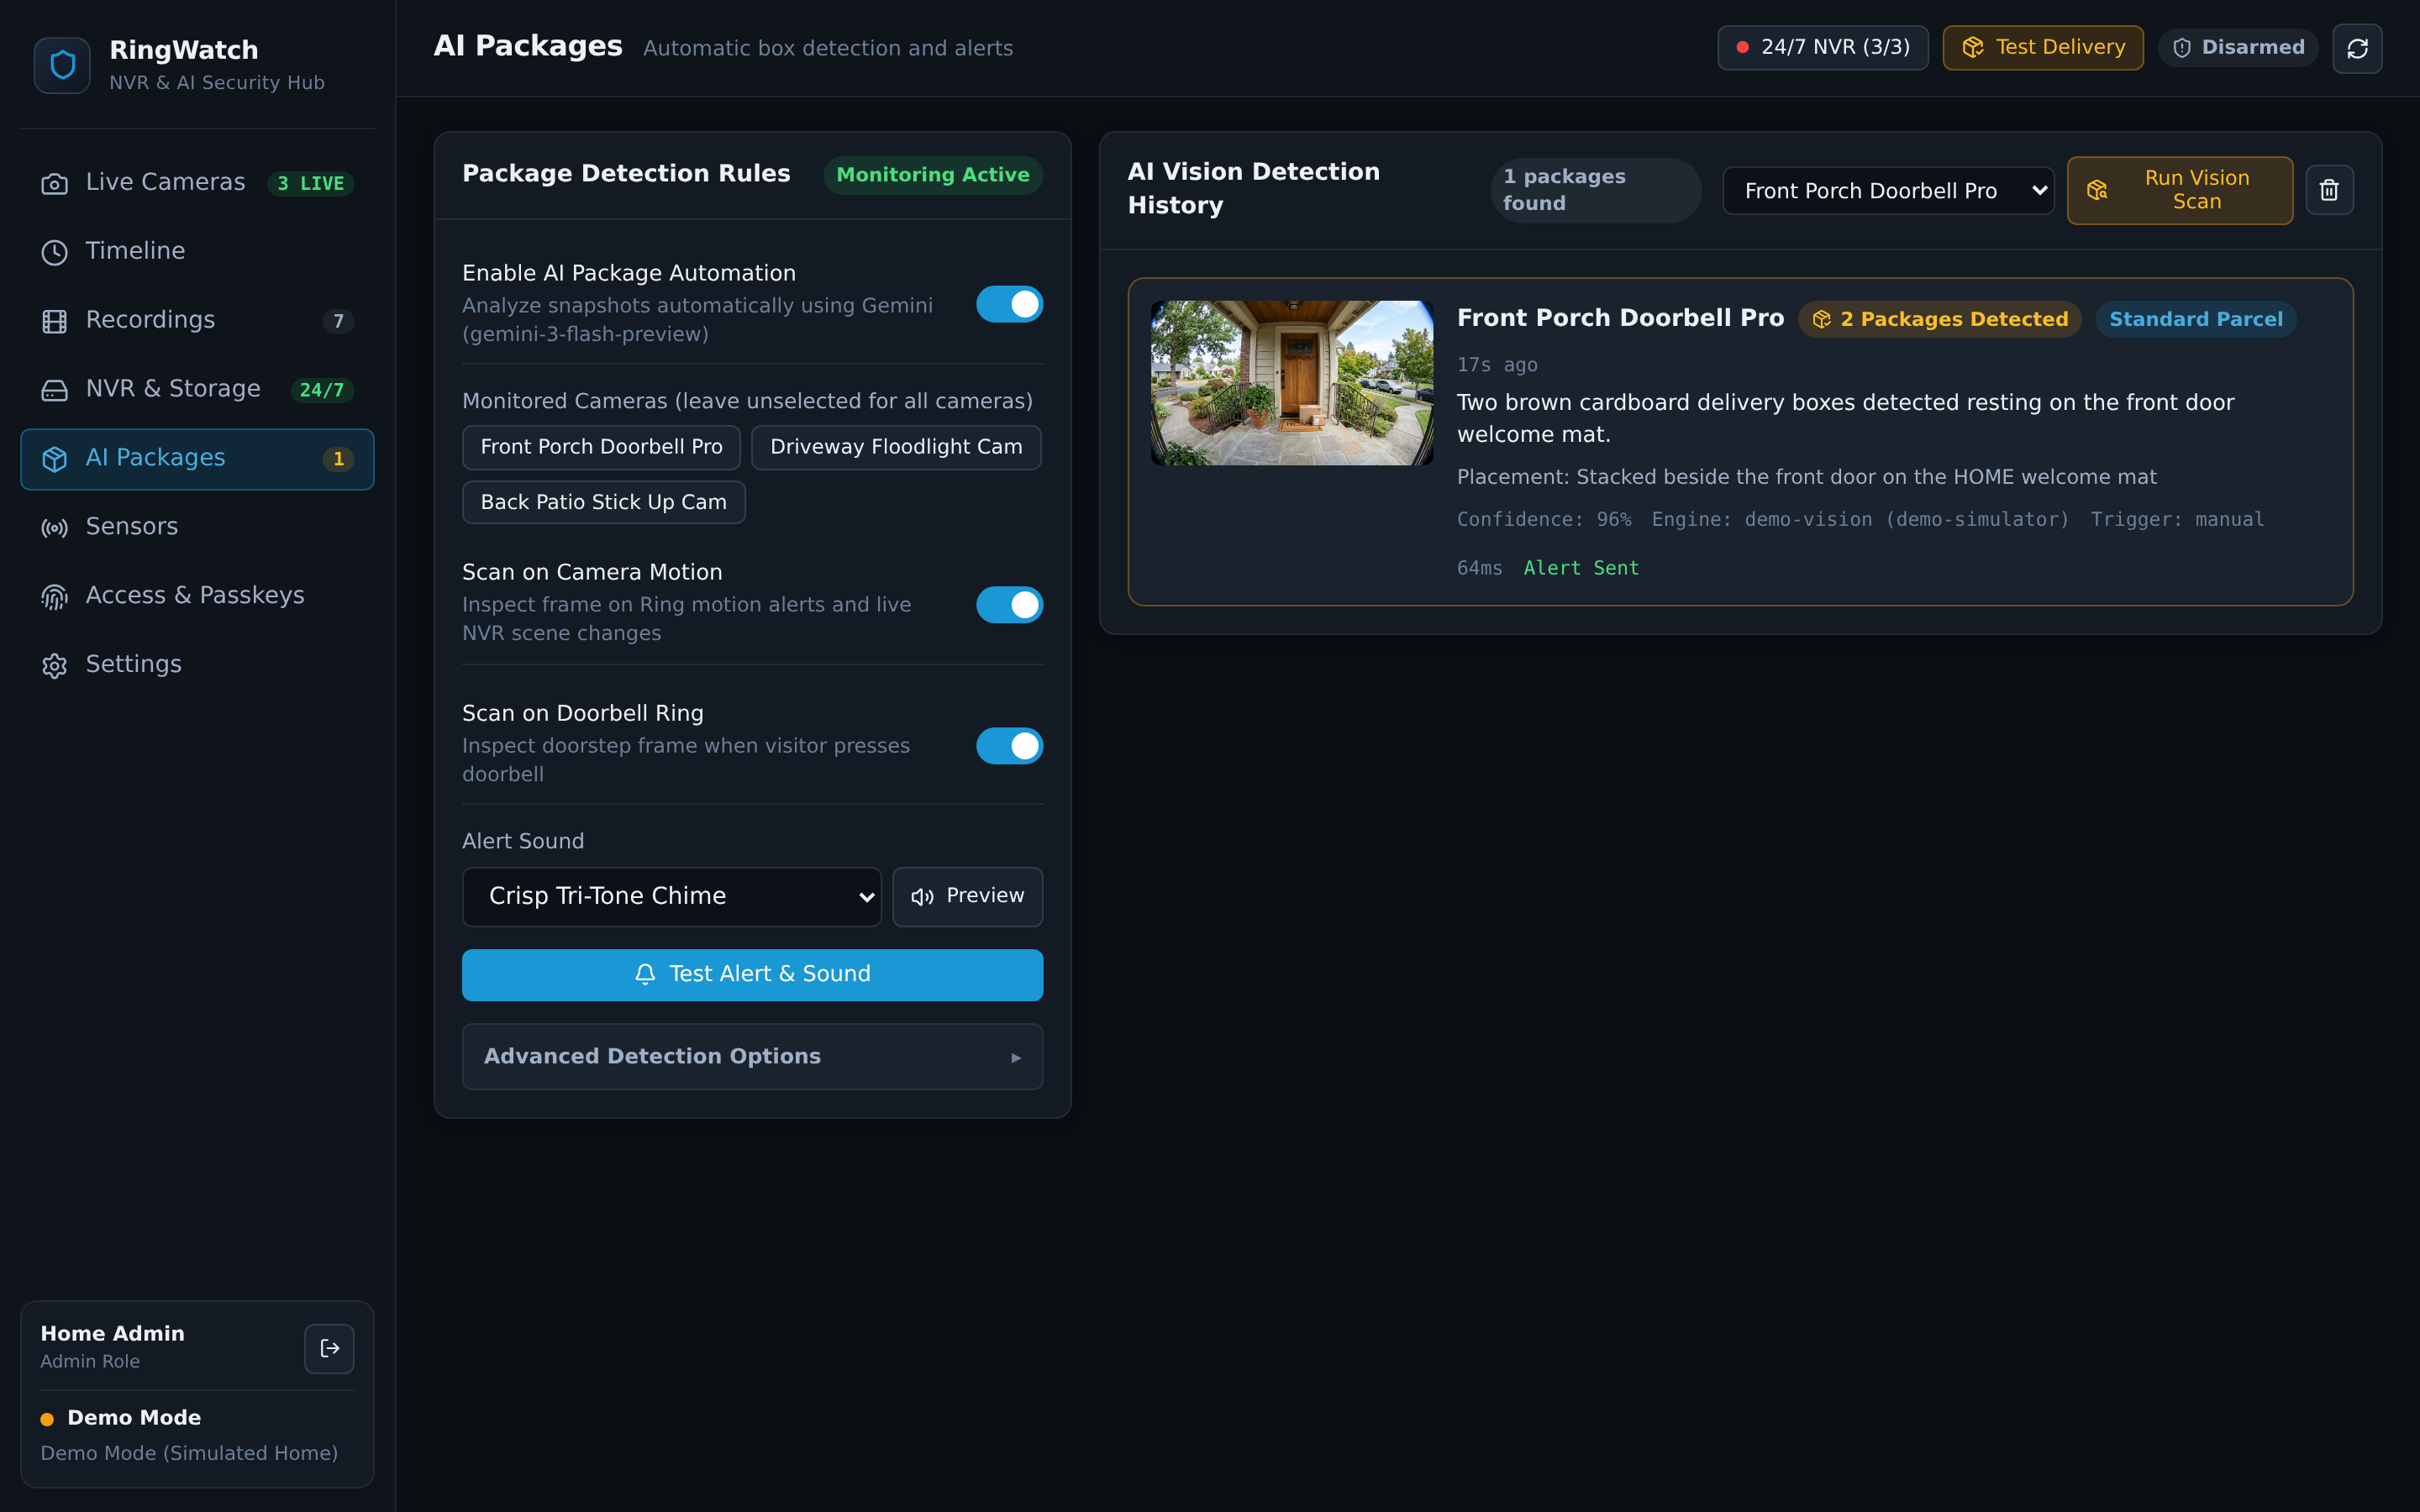 RingWatch
NVR & AI Security Hub
Live Cameras 3 LIVE
Timeline
Recordings 7
NVR & Storage 24/7
AI Packages 1
Sensors
Access & Passkeys
Settings
Home Admin
Admin Role
Demo Mode
Demo Mode (Simulated Home)
AI Packages Automatic box detection and alerts
24/7 NVR (3/3) Test Delivery Disarmed
Package Detection Rules Monitoring Active
Enable AI Package Automation
Analyze snapshots automatically using Gemini
(gemini-3-flash-preview)
Monitored Cameras (leave unselected for all cameras)
Front Porch Doorbell Pro Driveway Floodlight Cam
Back Patio Stick Up Cam
Scan on Camera Motion
Inspect frame on Ring motion alerts and live
NVR scene changes
Scan on Doorbell Ring
Inspect doorstep frame when visitor presses
doorbell
Alert Sound
Crisp Tri-Tone Chime Preview
Test Alert & Sound
Advanced Detection Options
AI Vision Detection
History
1 packages
found
Front Porch Doorbell Pro
Run Vision
Scan
Front Porch Doorbell Pro 2 Packages Detected Standard Parcel
17s ago
Two brown cardboard delivery boxes detected resting on the front door
welcome mat.
Placement: Stacked beside the front door on the HOME welcome mat
Confidence: 96% Engine: demo-vision (demo-simulator) Trigger: manual
64ms Alert Sent